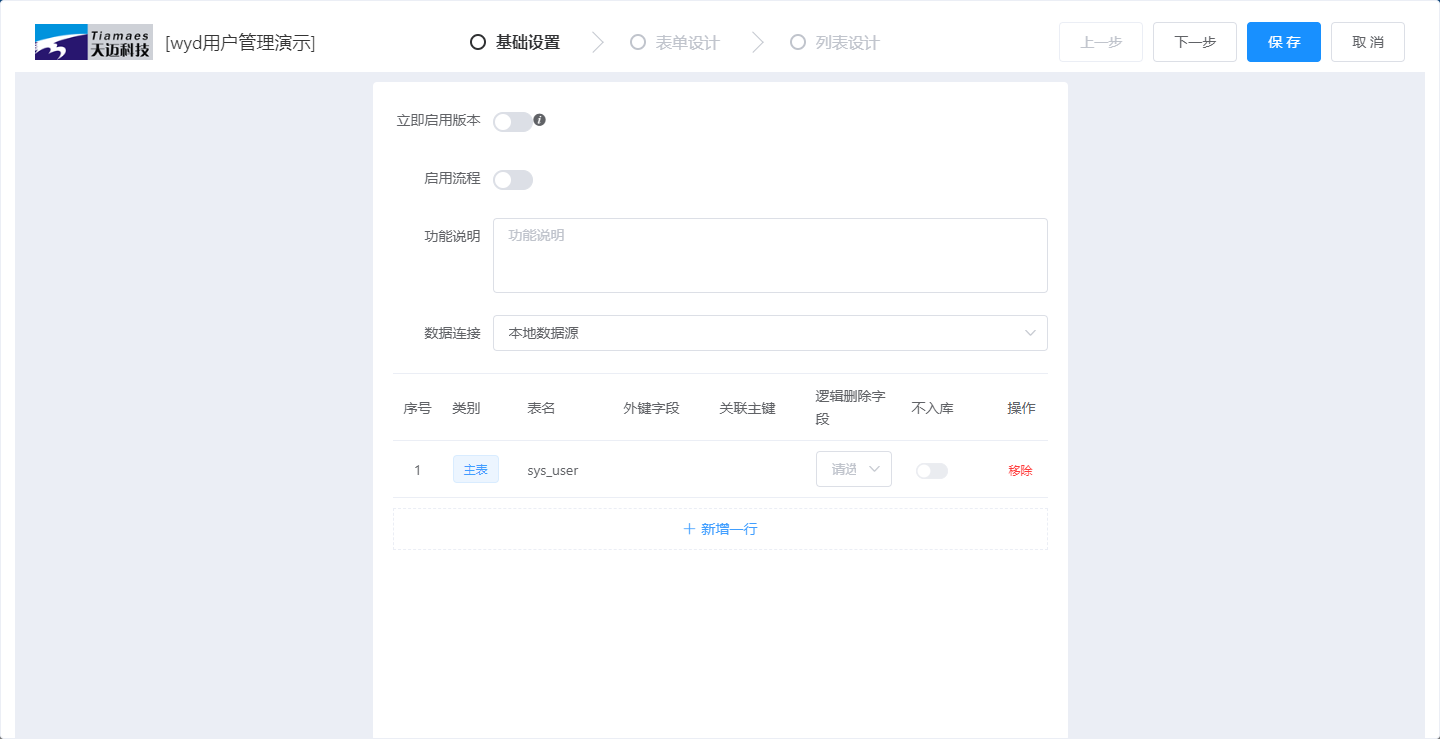 Tiamaes
天迈科技
[wyd用户管理演示]
基础设置
表单设计
列表设计
上一步
下一步
保 存
取 消
立即启用版本
启用流程
功能说明
功能说明
数据连接
本地数据源
序号 类别 表名 外键字段 关联主键 逻辑删除字
段 不入库 操作
1 主表 sys_user 请选 移除
新增一行